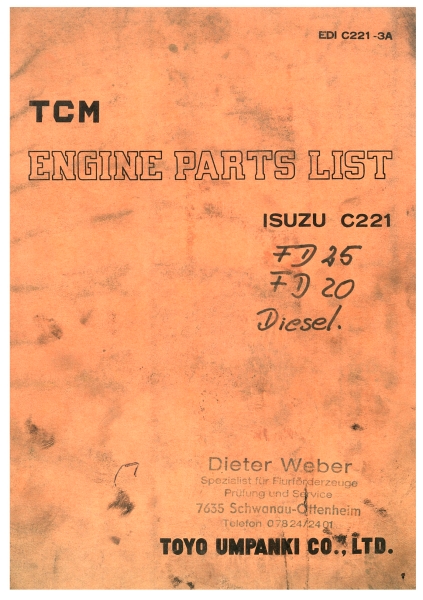 EDI C221-3A
TCM
ENGINE PARTS LIST
ISUZU C221
FD 25
FD 20
Diesel.
Dieter Weber
Spezialist für Flurförderzeuge
Prüfung und Service
7635 Schwanau-Ottenheim
Telefon 07824/2401
TOYO UMPANKI CO., LTD.